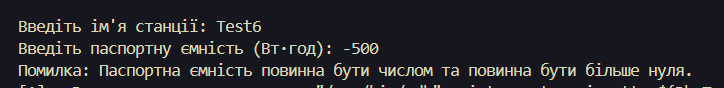 Введіть ім'я станції: Test6
Введіть паспортну ємність (Вт·год): -500
Помилка: Паспортна ємність повинна бути числом та повинна бути більше нуля.